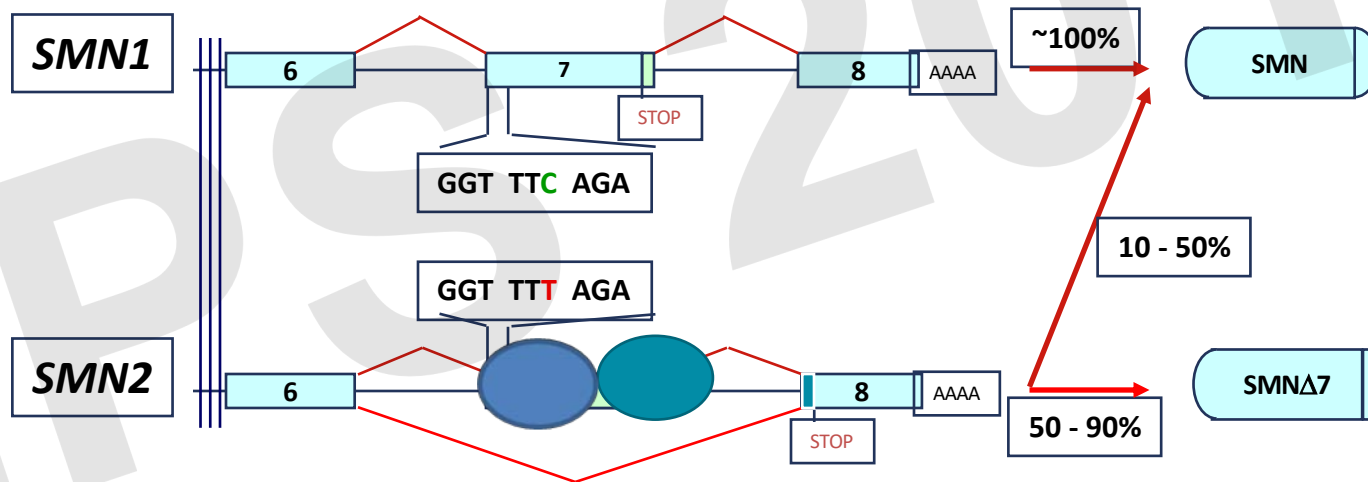 SMN1
6
7
8
AAAA
~100%
SMN
STOP
GGT TTC AGA
10 - 50%
GGT TTT AGA
SMN2
6
8
AAAA
SMNΔ7
STOP
50 - 90%